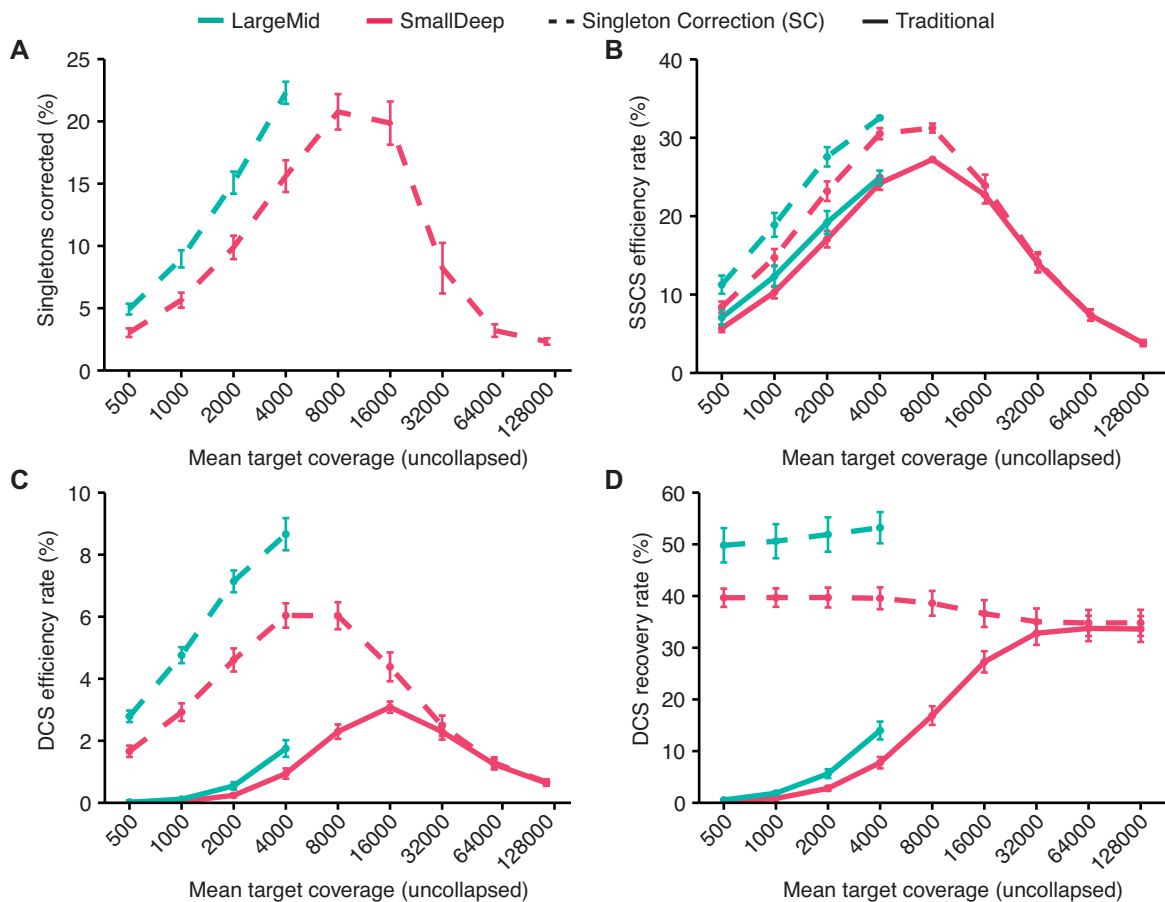 LargeMid SmallDeep Singleton Correction (SC) Traditional
A
Singletons corrected (%)
25
20
15
10
5
0
500 1000 2000 4000 8000 16000 32000 64000 128000
Mean target coverage (uncollapsed)
B
SSCS efficiency rate (%)
40
30
20
10
0
500 1000 2000 4000 8000 16000 32000 64000 128000
Mean target coverage (uncollapsed)
C
DCS efficiency rate (%)
10
8
6
4
2
0
500 1000 2000 4000 8000 16000 32000 64000 128000
Mean target coverage (uncollapsed)
D
DCS recovery rate (%)
60
50
40
30
20
10
0
500 1000 2000 4000 8000 16000 32000 64000 128000
Mean target coverage (uncollapsed)